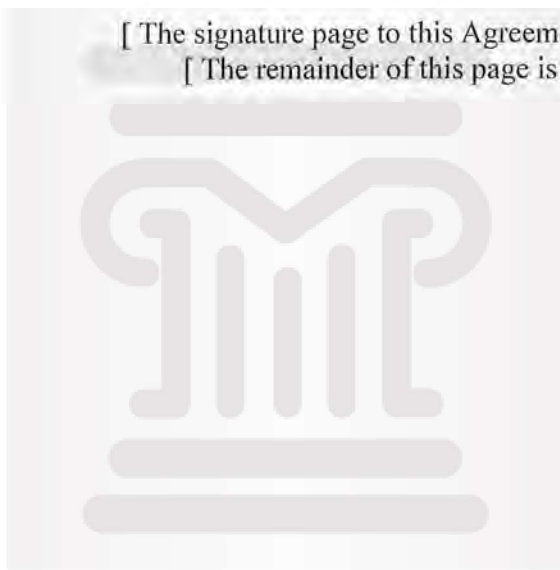 [ The signature page to this Agreem
[ The remainder of this page is